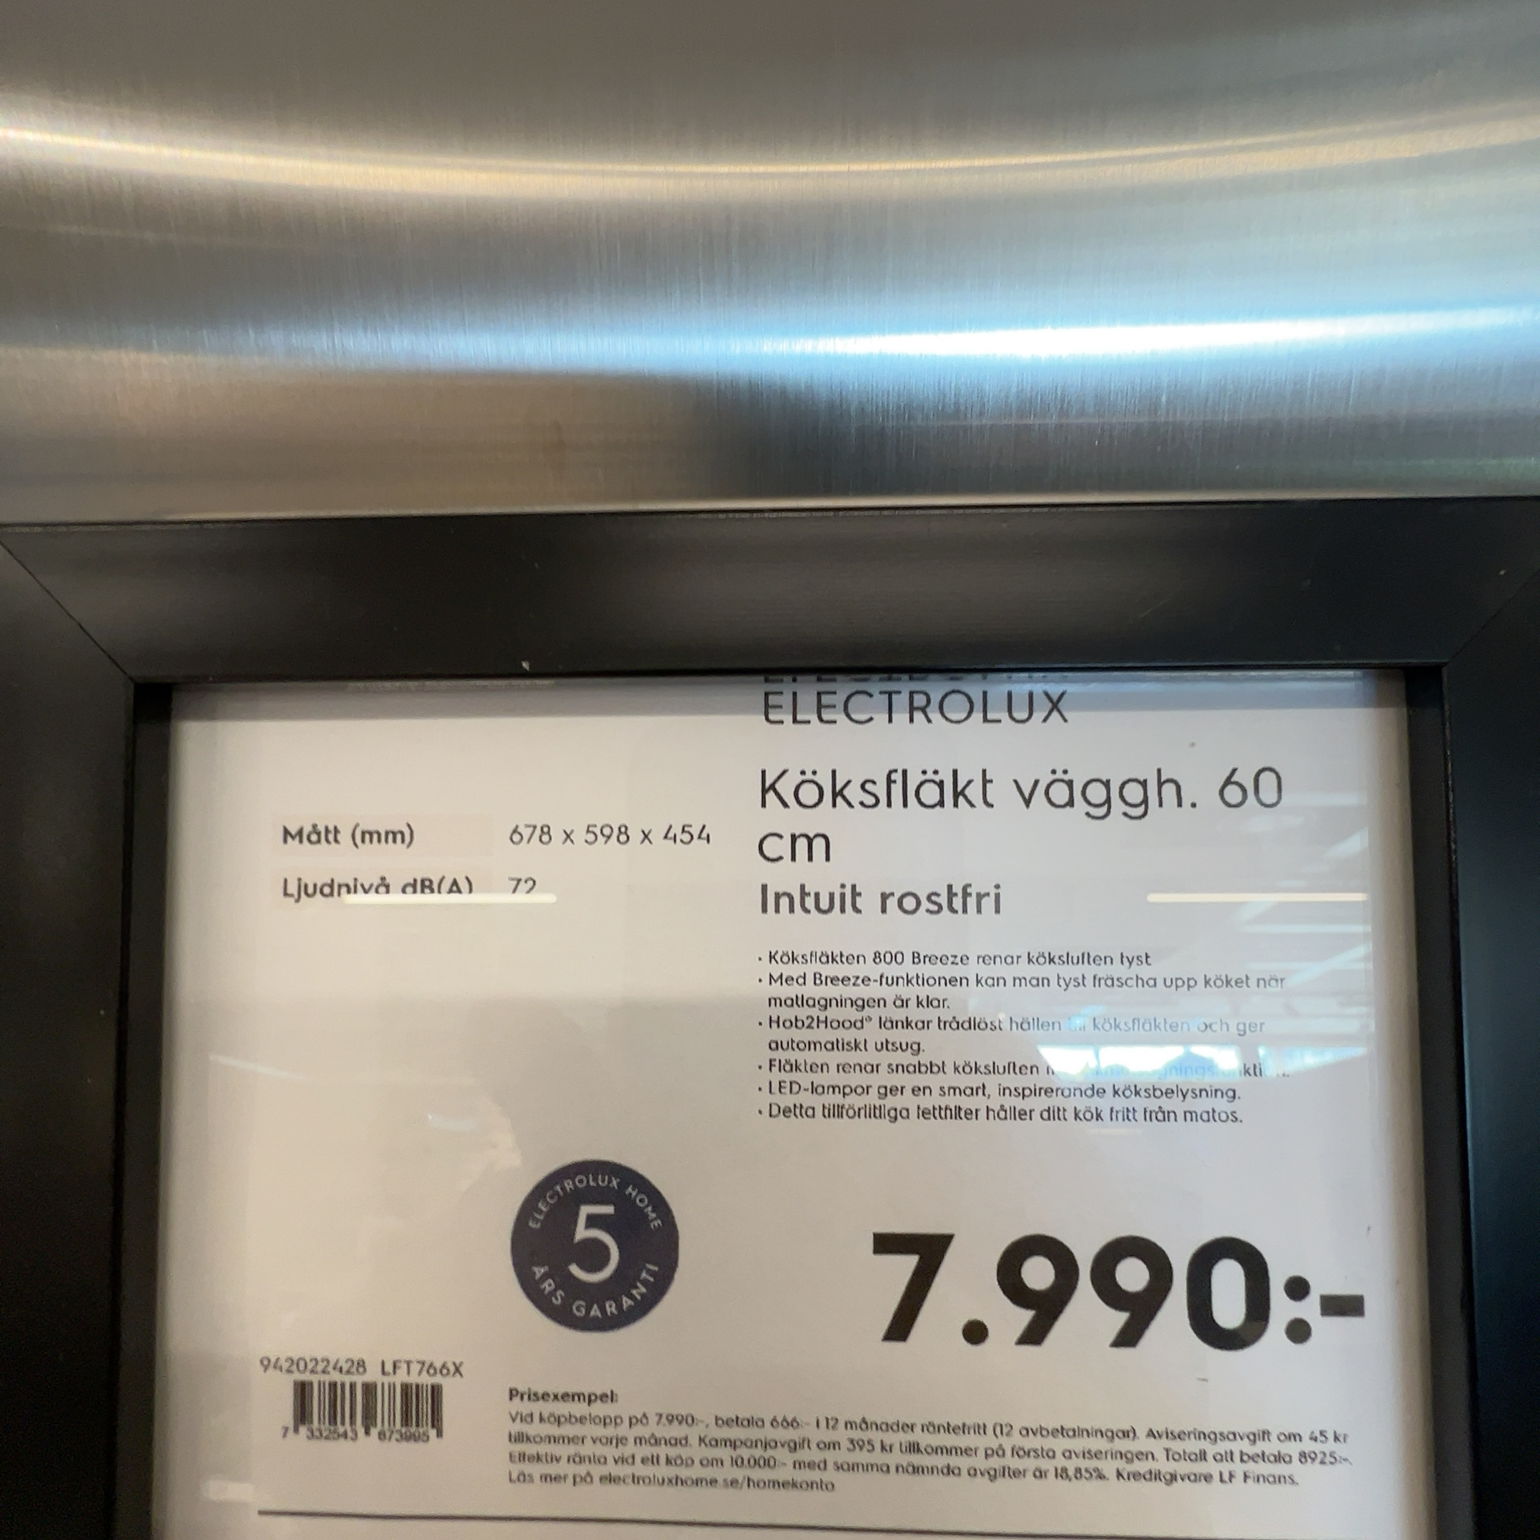 ELECTROLUX
Köksfläkt väggh. 60
cm
Intuit rostfri
Mått (mm) 678 x 598 x 454
Ljudnivå dB(A) 72
· Köksfläkten 800 Breeze renar köksluften tyst
· Med Breeze-funktionen kan man tyst fräscha upp köket när
matlagningen är klar.
· Hob2Hood® länkar trådlöst hällen till köksfläkten och ger
automatiskt utsug.
· Fläkten renar snabbt köksluften
· LED-lampor ger en smart, inspirerande köksbelysning.
· Detta tillförlitliga fettfilter håller ditt kök fritt från matos.
ELECTROLUX HOME
5
ÅRS GARANTI
7.990:-
942022428 LFT766X
7 332543 673995
Prisexempel:
Vid köpbelopp på 7.990:-, betala 666:- i 12 månader räntefritt (12 avbetalningar). Aviseringsavgift om 45 kr
tillkommer varje månad. Kampanjavgift om 395 kr tillkommer på första aviseringen. Totalt att betala 8925:-.
Effektiv ränta vid ett köp om 10.000:- med samma nämnda avgifter är 18,85%. Kreditgivare LF Finans.
Läs mer på electroluxhome.se/homekonto